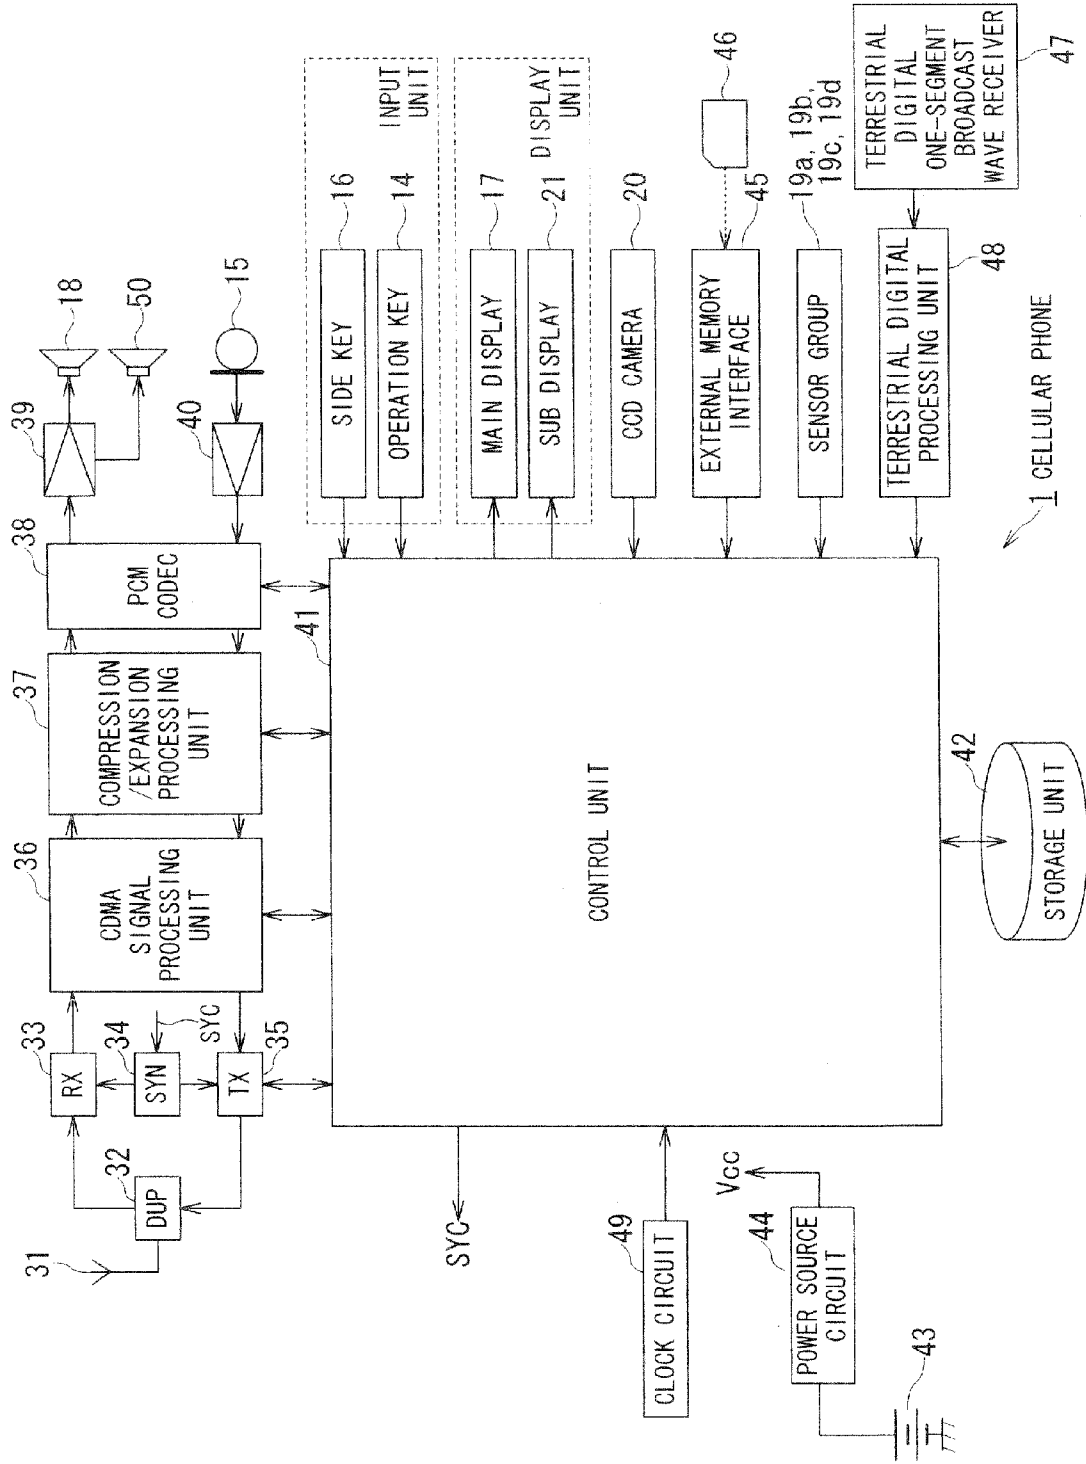 31
32
DUP
33
RX
34
SYN
SYC
35
TX
36
CDMA
SIGNAL
PROCESSING
UNIT
37
COMPRESSION
/EXPANSION
PROCESSING
UNIT
38
PCM
CODEC
39
40
18
50
15
41
CONTROL UNIT
SYC
16
SIDE KEY
14
OPERATION KEY
INPUT
UNIT
17
MAIN DISPLAY
21
SUB DISPLAY
DISPLAY
UNIT
20
CCD CAMERA
46
45
EXTERNAL MEMORY
INTERFACE
19a, 19b,
19c, 19d
SENSOR GROUP
TERRESTRIAL DIGITAL
PROCESSING UNIT
48
TERRESTRIAL
DIGITAL
ONE-SEGMENT
BROADCAST
WAVE RECEIVER
47
49
CLOCK CIRCUIT
Vcc
44
POWER SOURCE
CIRCUIT
43
42
STORAGE UNIT
1 CELLULAR PHONE